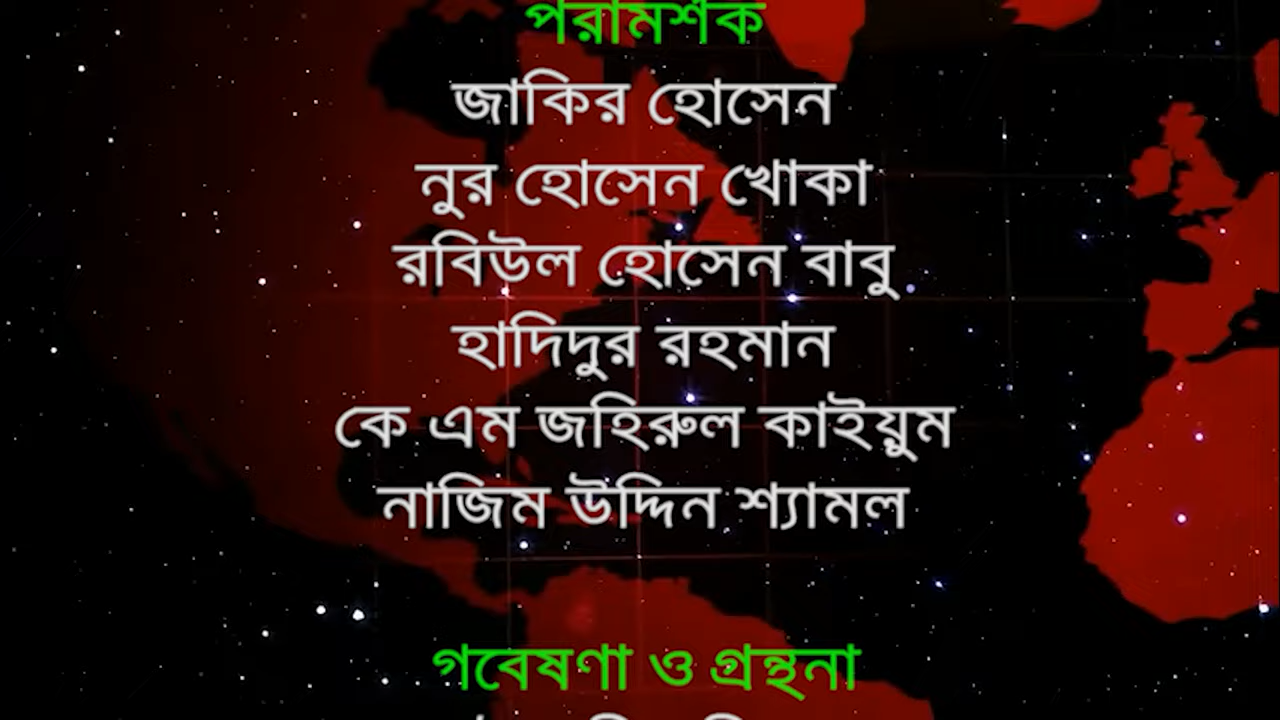 পরামর্শক
জাকির হোসেন
নুর হোসেন খোকা
রবিউল হোসেন বাবু
হাদিদুর রহমান
কে এম জহিরুল কাইয়ুম
নাজিম উদ্দিন শ্যামল
গবেষণা ও গ্রন্থনা